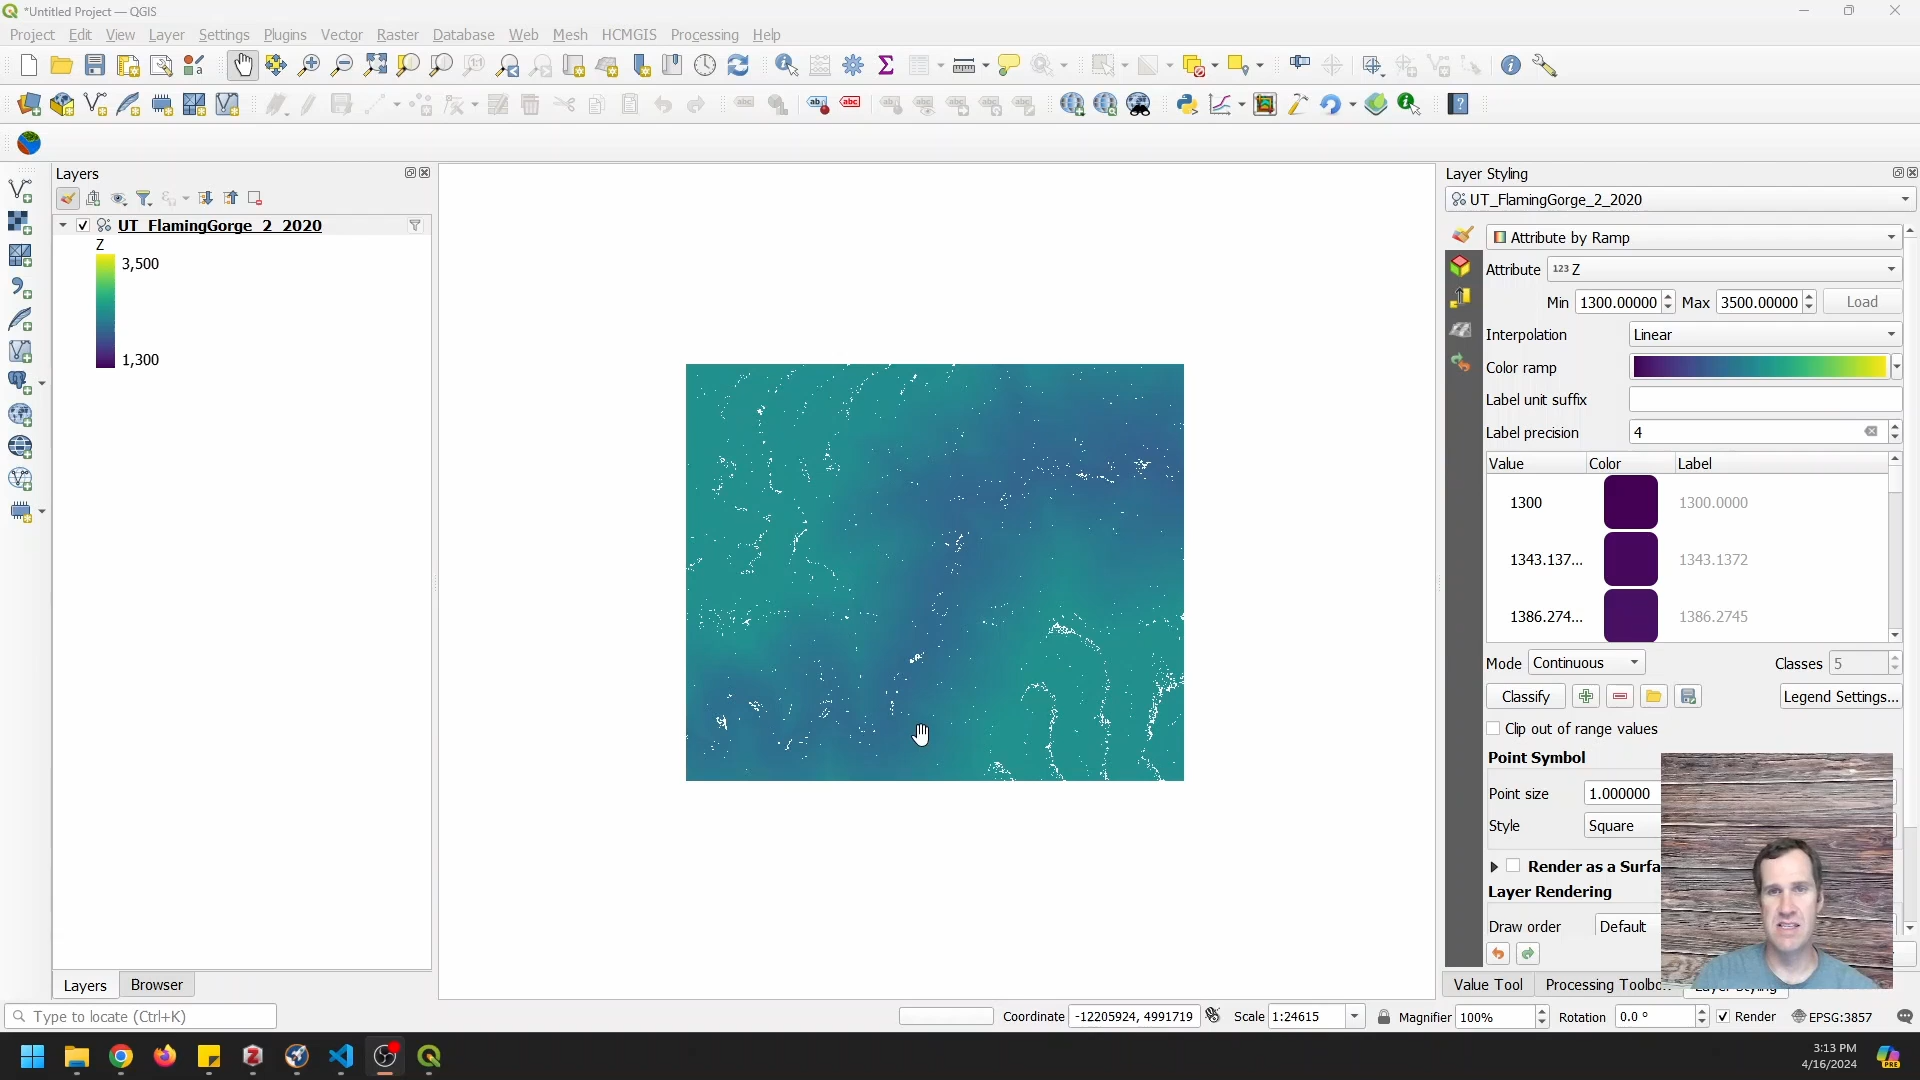 *Untitled Project — QGIS
Project Edit View Layer Settings Plugins Vector Raster Database Web Mesh HCMGIS Processing Help
Layers
Layer Styling
UT_FlamingGorge_2_2020
UT_FlamingGorge_2_2020
Z
3,500
1,300
Attribute by Ramp
Attribute 123 Z
Min 1300.00000 Max 3500.00000 Load
Interpolation Linear
Color ramp
Label unit suffix
Label precision 4
Value Color Label
1300 1300.0000
1343.137... 1343.1372
1386.274... 1386.2745
Mode Continuous Classes 5
Classify Legend Settings...
Clip out of range values
Point Symbol
Point size 1.000000
Style Square
Render as a Surfa
Layer Rendering
Draw order Default
Layers Browser
Value Tool Processing Toolbo Layer Styling
Type to locate (Ctrl+K)
Coordinate -12205924, 4991719 Scale 1:24615 Magnifier 100% Rotation 0.0 ° Render EPSG:3857
3:13 PM
4/16/2024